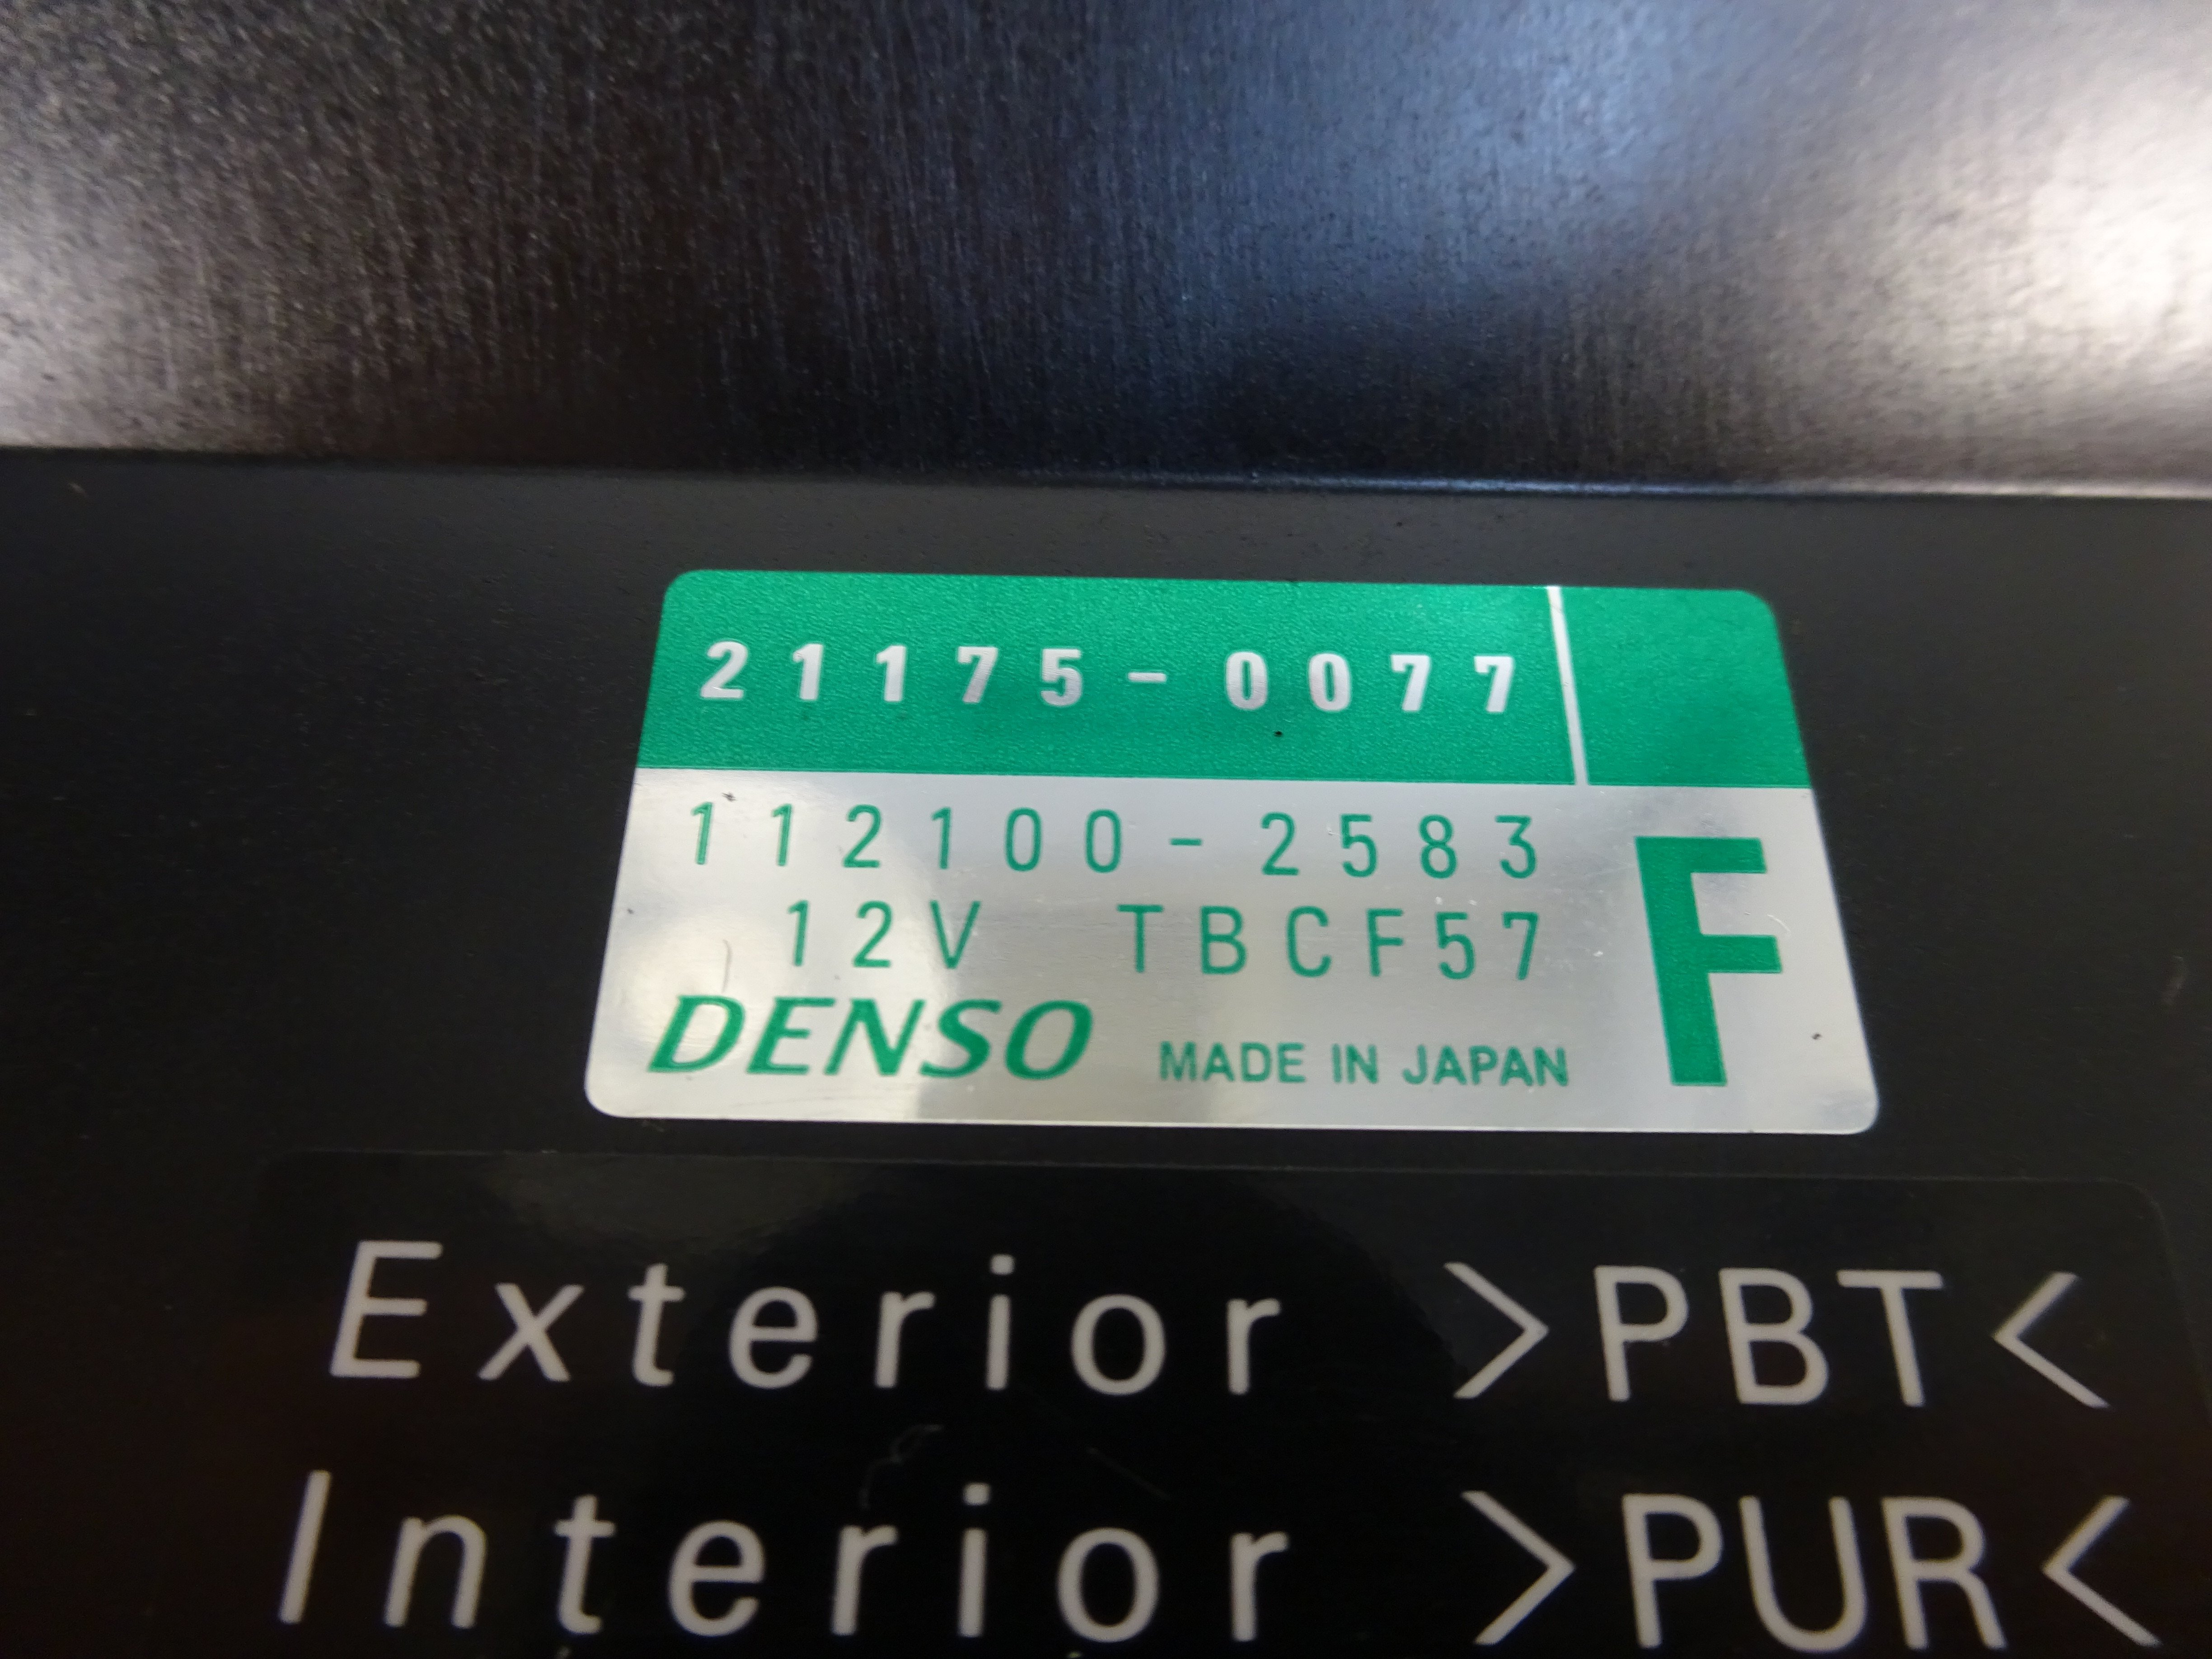 21175-0077
112100-2583
12V TBCF57
F
DENSO MADE IN JAPAN
Exterior >PBT<
Interior >PUR<